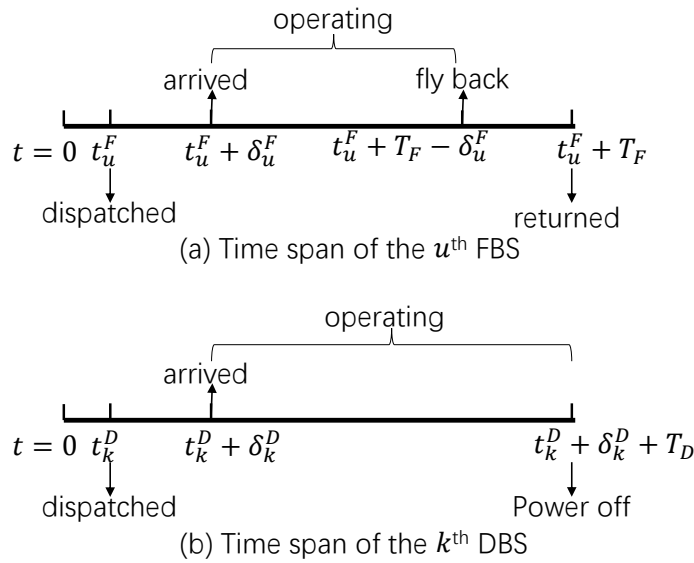 operating
arrived fly back
t = 0 t_u^F t_u^F + δ_u^F t_u^F + T_F − δ_u^F t_u^F + T_F
dispatched returned
(a) Time span of the u^th FBS
operating
arrived
t = 0 t_k^D t_k^D + δ_k^D t_k^D + δ_k^D + T_D
dispatched Power off
(b) Time span of the k^th DBS